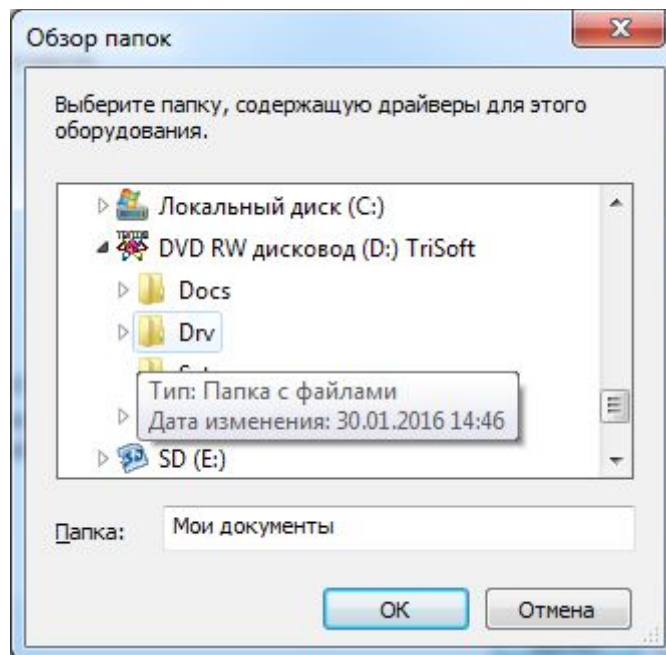 Обзор папок
Выберите папку, содержащую драйверы для этого
оборудования.
Локальный диск (C:)
DVD RW дисковод (D:) TriSoft
Docs
Drv
Тип: Папка с файлами
Дата изменения: 30.01.2016 14:46
SD (E:)
Папка:
Мои документы
ОК
Отмена